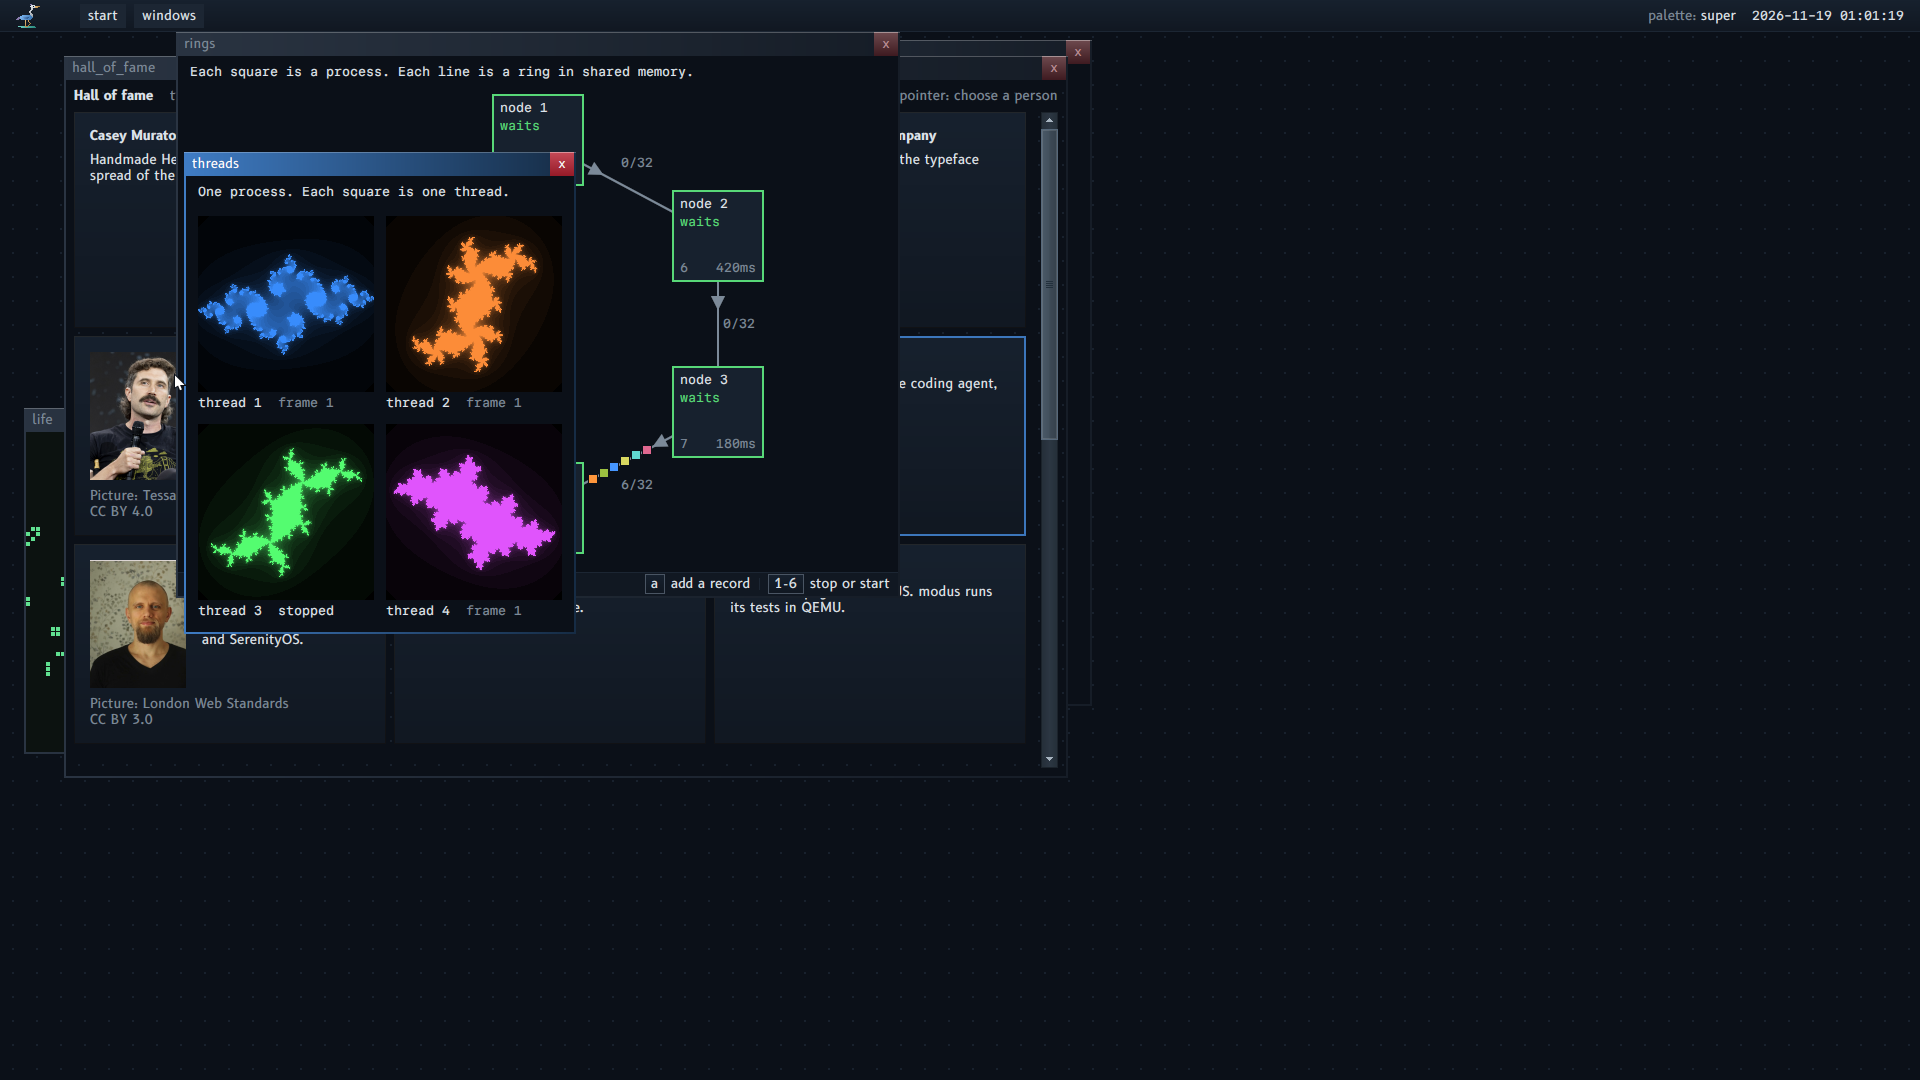 start windows palette: super 2026-11-19 01:01:19
rings x
x
hall_of_fame x
Each square is a process. Each line is a ring in shared memory.
Hall of fame pointer: choose a person
node 1
waits
Casey Murato
Handmade He
spread of the
mpany
the typeface
threads x
One process. Each square is one thread.
0/32
node 2
waits
6 420ms
0/32
node 3
waits
7 180ms
6/32
thread 1 frame 1
thread 2 frame 1
thread 3 stopped
thread 4 frame 1
e coding agent,
life
Picture: Tessa
CC BY 4.0
a add a record 1-6 stop or start
JS. modus runs
its tests in QEMU.
e.
and SerenityOS.
Picture: London Web Standards
CC BY 3.0